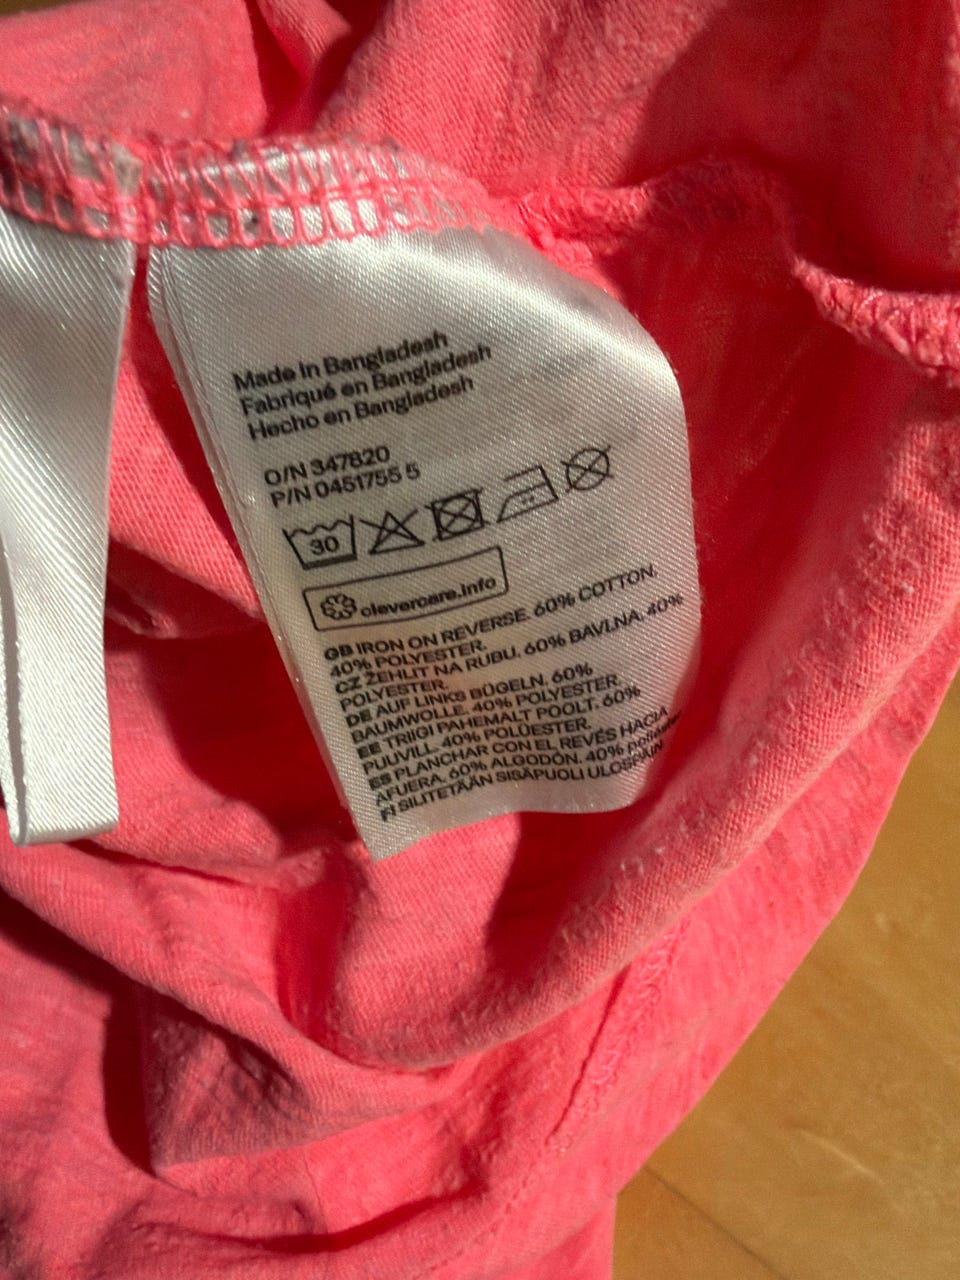 Made in Bangladesh
Fabriqué en Bangladesh
Hecho en Bangladesh
O/N 347820
P/N 0451755 5
30
clevercare.info
GB IRON ON REVERSE. 60% COTTON.
40% POLYESTER.
CZ ŽEHLIT NA RUBU. 60% BAVLNA. 40%
POLYESTER.
DE AUF LINKS BÜGELN. 60%
BAUMWOLLE. 40% POLYESTER.
EE TRIIGI PAHEMALT POOLT. 60%
PUUVILL. 40% POLÜESTER.
ES PLANCHAR CON EL REVÉS HACIA
AFUERA. 60% ALGODÓN. 40% poliéster
FI SILITETÄÄN SISÄPUOLI ULOSPÄIN